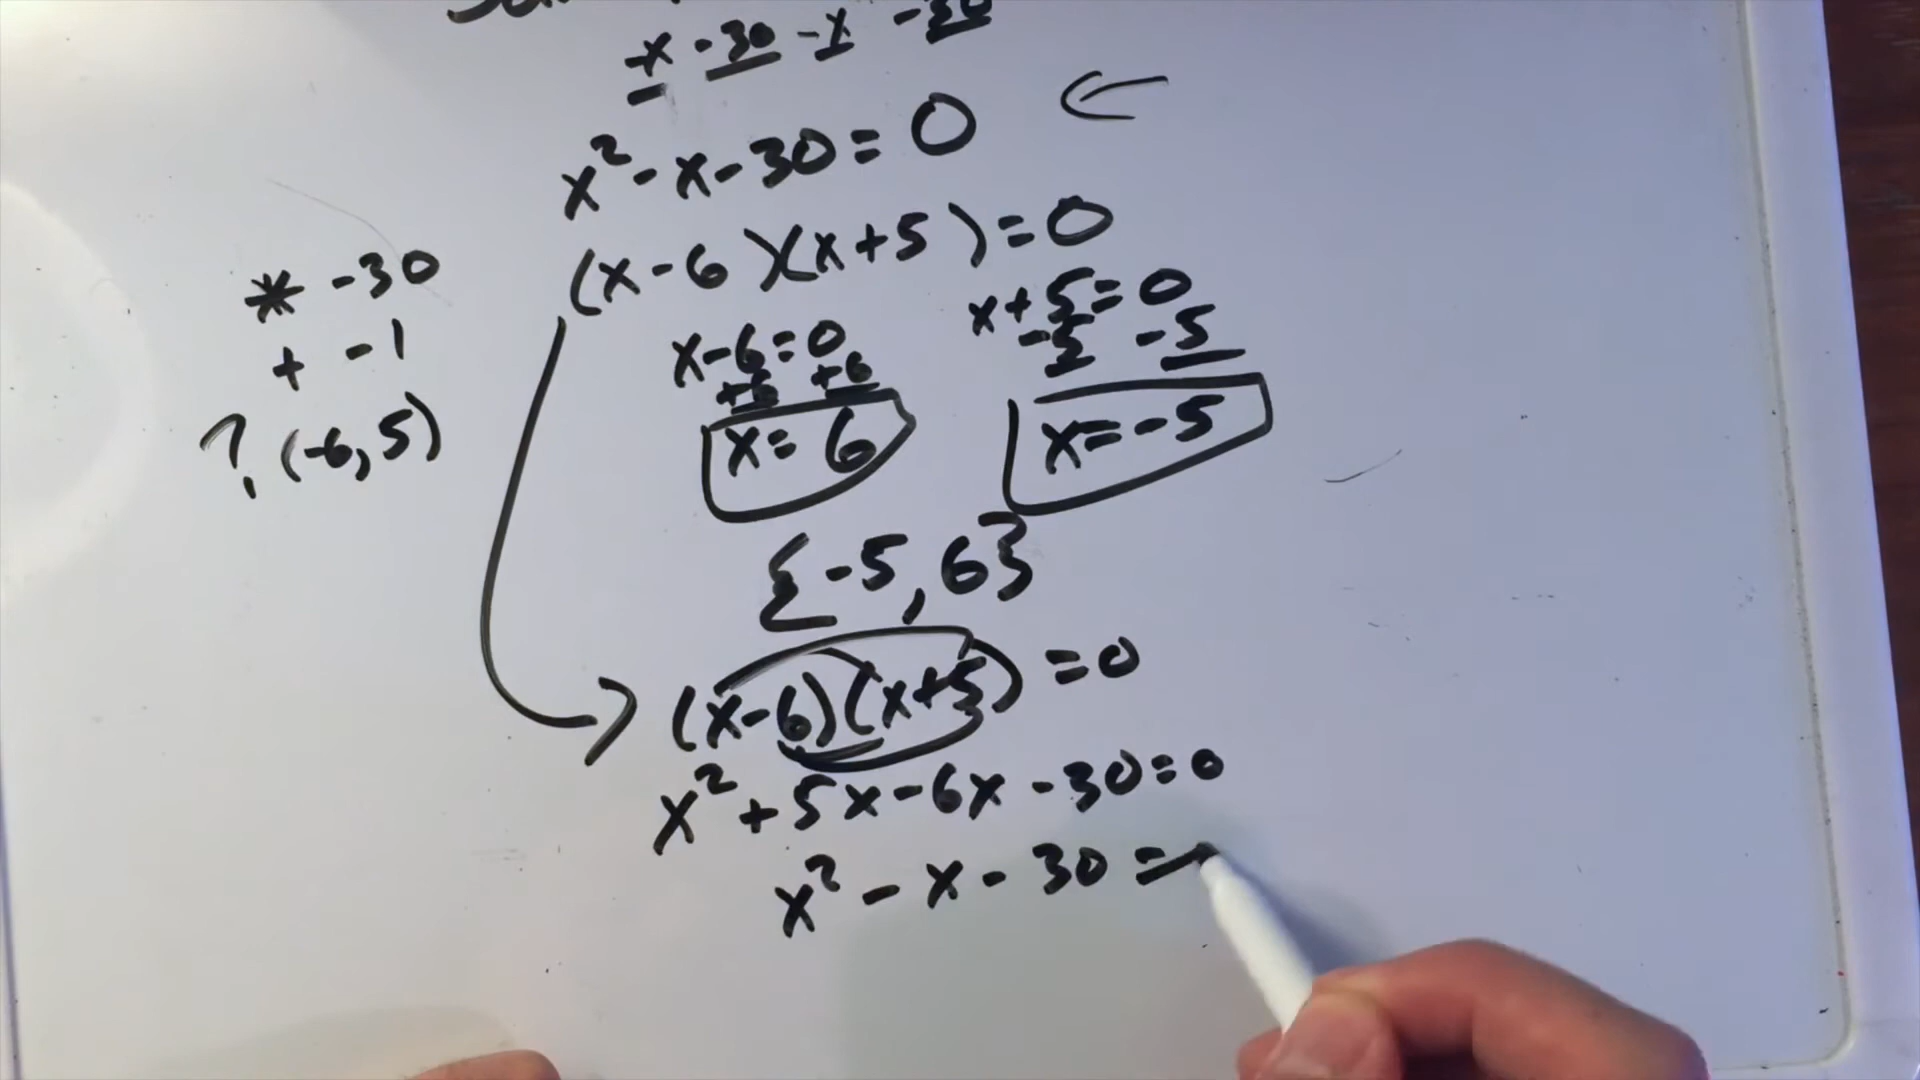 -x -30 -x -30
x² - x - 30 = 0
(x - 6)(x + 5) = 0
* -30
+ -1
? (-6, 5)
x - 6 = 0
+6 +6
x = 6
x + 5 = 0
-5 -5
x = -5
{-5, 6}
(x - 6)(x + 5) = 0
x² + 5x - 6x - 30 = 0
x² - x - 30 =